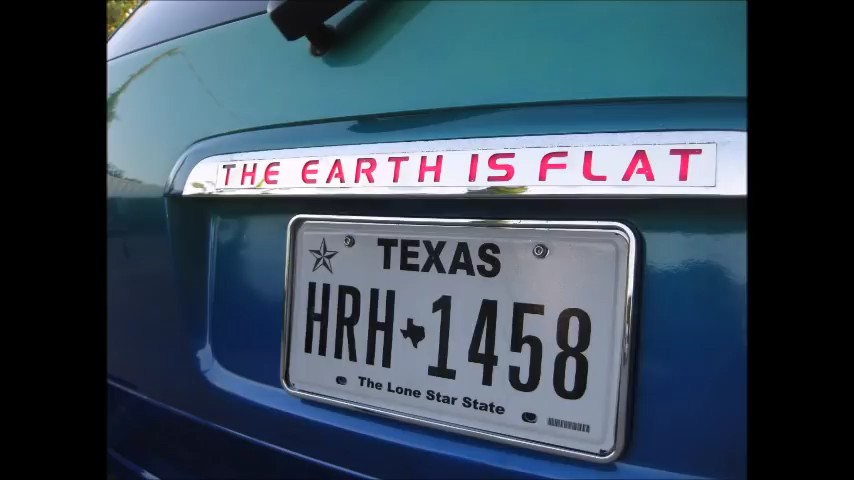 THE EARTH IS FLAT
TEXAS
HRH 1458
The Lone Star State